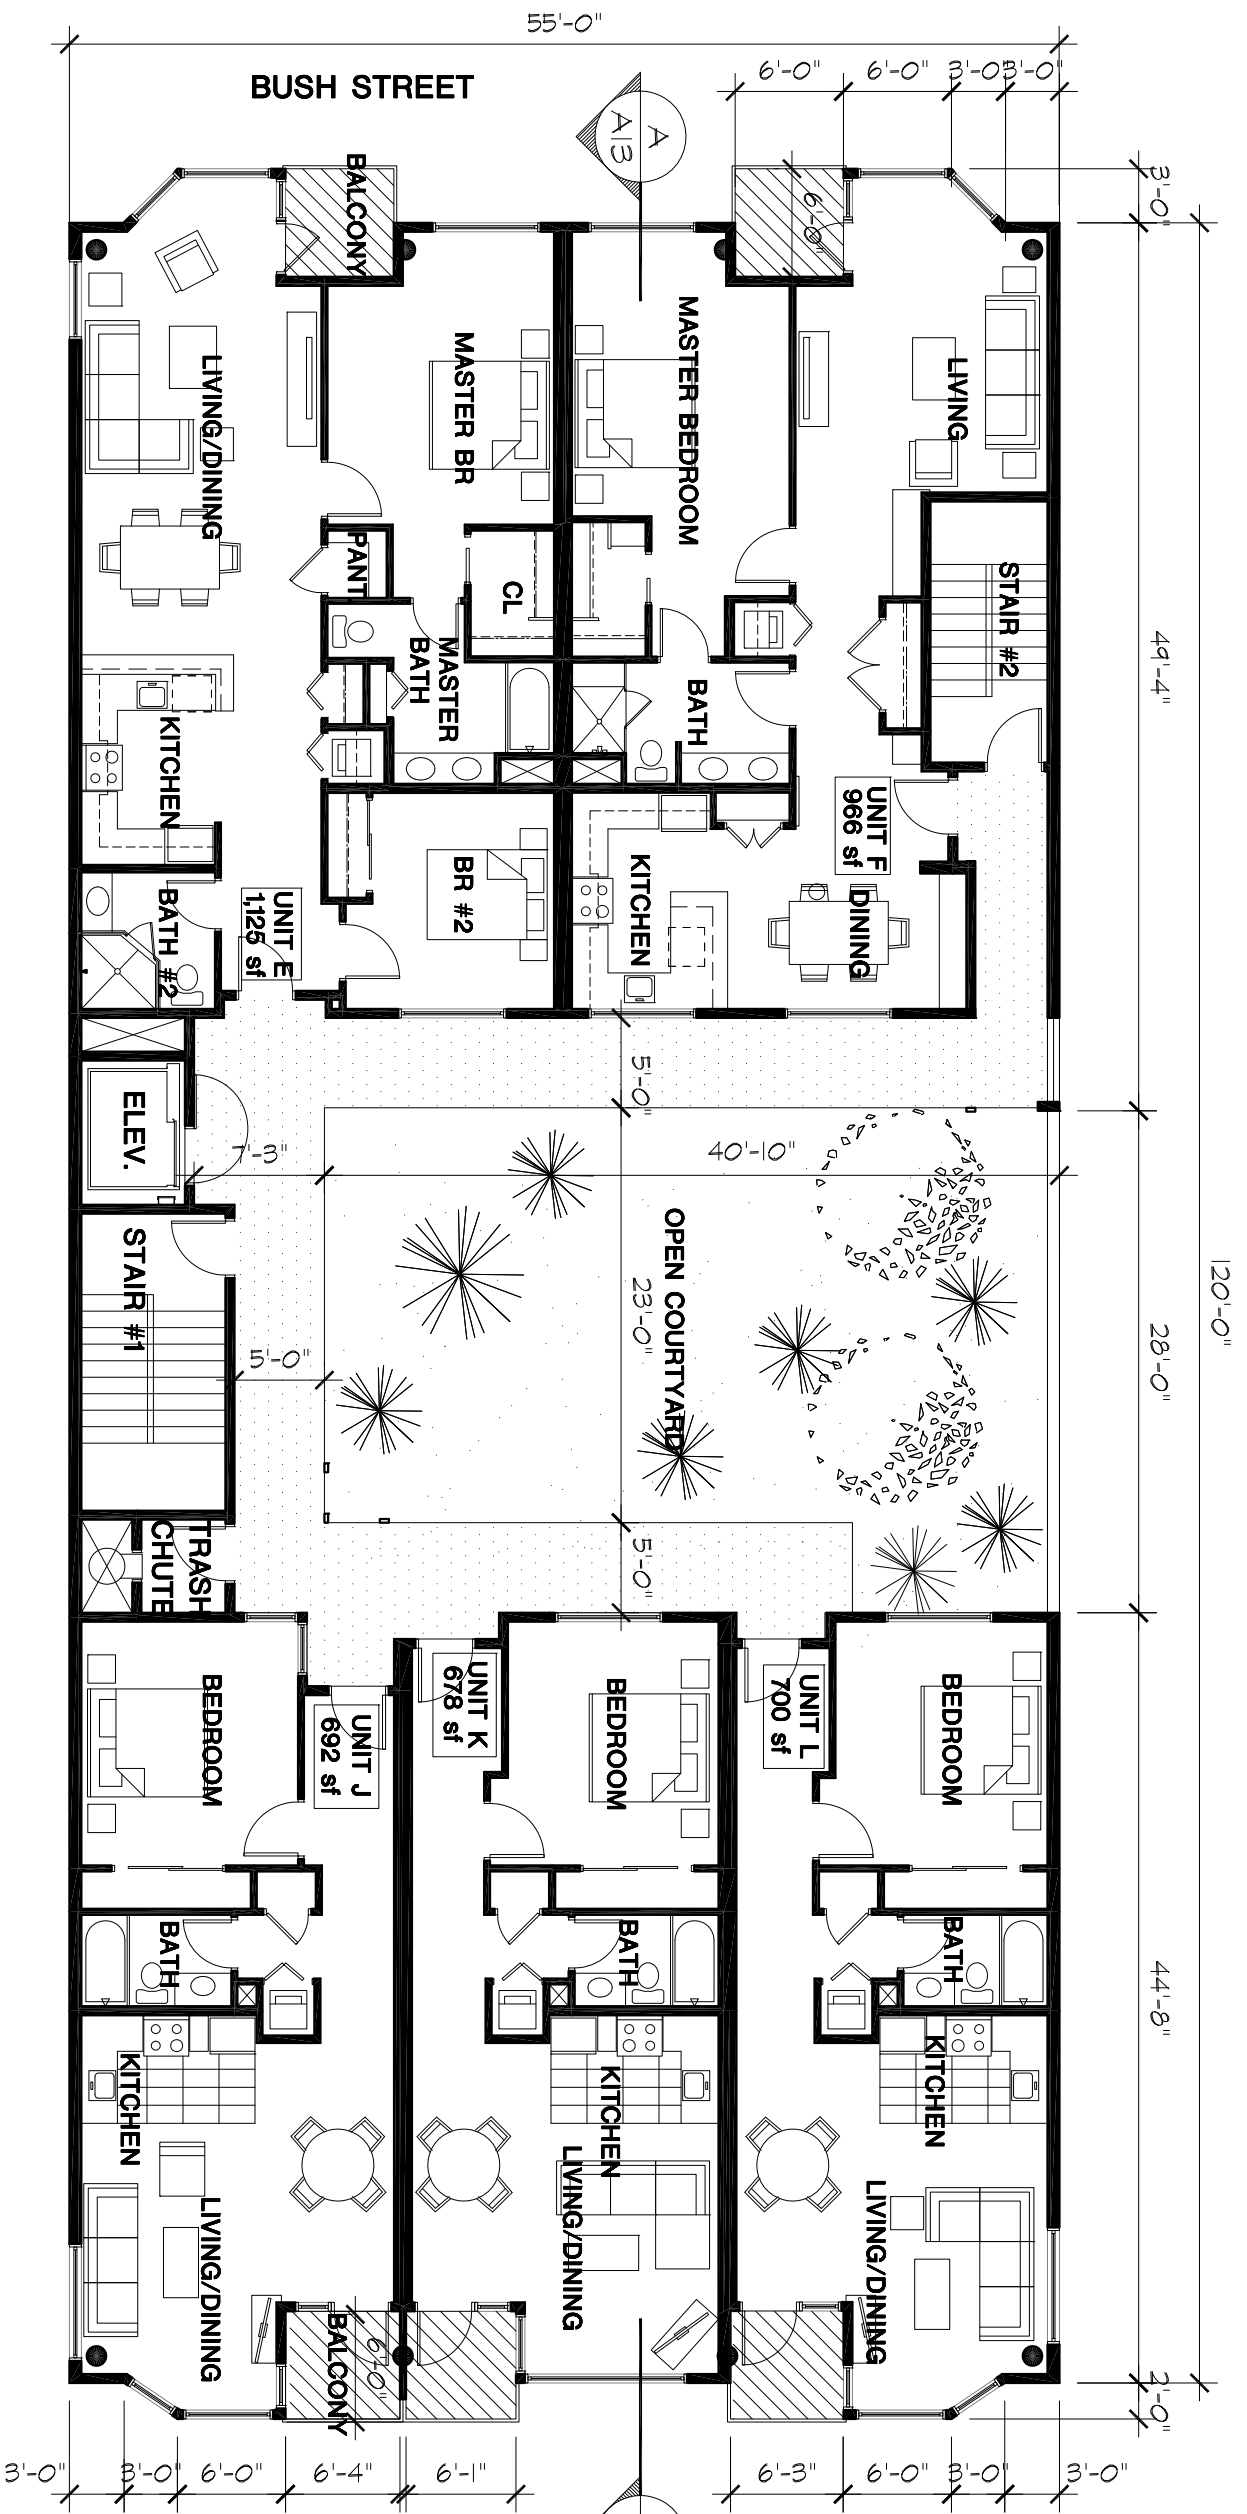 55'-0"
BUSH STREET
6'-0"
6'-0"
3'-0"
3'-0"
A
A13
3'-0"
BALCONY
6'-0"
LIVING/DINING
MASTER BR
MASTER BEDROOM
LIVING
PANT
CL
STAIR #2
49'-4"
MASTER
BATH
BATH
KITCHEN
UNIT F
966 sf
BR #2
KITCHEN
DINING
BATH #2
UNIT E
1,125 sf
5'-0"
ELEV.
7'-3"
40'-10"
OPEN COURTYARD
STAIR #1
23'-0"
120'-0"
28'-0"
5'-0"
TRASH
CHUTE
5'-0"
BEDROOM
UNIT J
692 sf
UNIT K
678 sf
BEDROOM
UNIT L
700 sf
BEDROOM
BATH
BATH
BATH
44'-8"
KITCHEN
KITCHEN
KITCHEN
LIVING/DINING
LIVING/DINING
LIVING/DINING
BALCONY
6'-0"
2'-0"
3'-0"
3'-0"
6'-0"
6'-4"
6'-1"
6'-3"
6'-0"
3'-0"
3'-0"